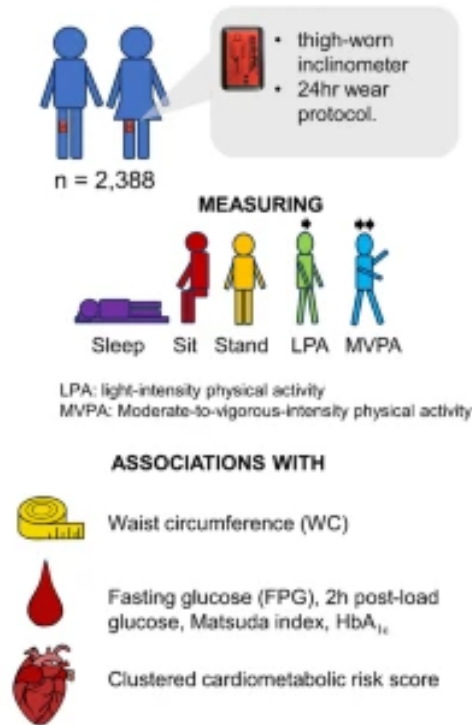 • thigh-worn
inclinometer
• 24hr wear
protocol.
n = 2,388
MEASURING
Sleep Sit Stand LPA MVPA
LPA: light-intensity physical activity
MVPA: Moderate-to-vigorous-intensity physical activity
ASSOCIATIONS WITH
Waist circumference (WC)
Fasting glucose (FPG), 2h post-load
glucose, Matsuda index, HbA1c
Clustered cardiometabolic risk score